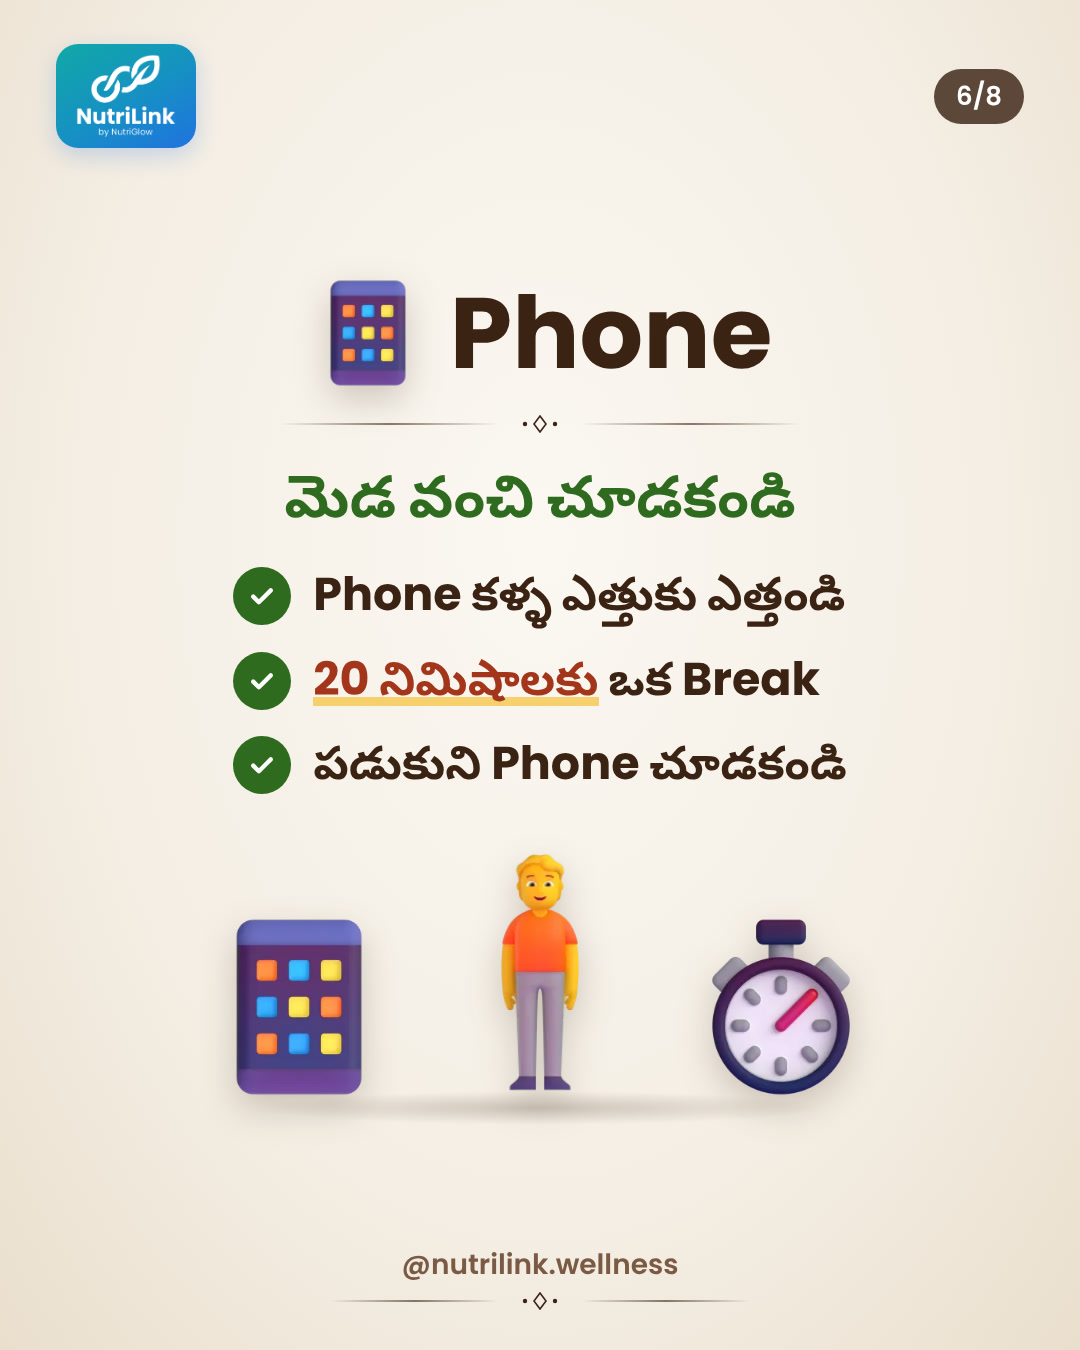 NutriLink
by NutriGlow
6/8
Phone
మెడ వంచి చూడకండి
Phone కళ్ళ ఎత్తుకు ఎత్తండి
20 నిమిషాలకు ఒక Break
పడుకుని Phone చూడకండి
@nutrilink.wellness